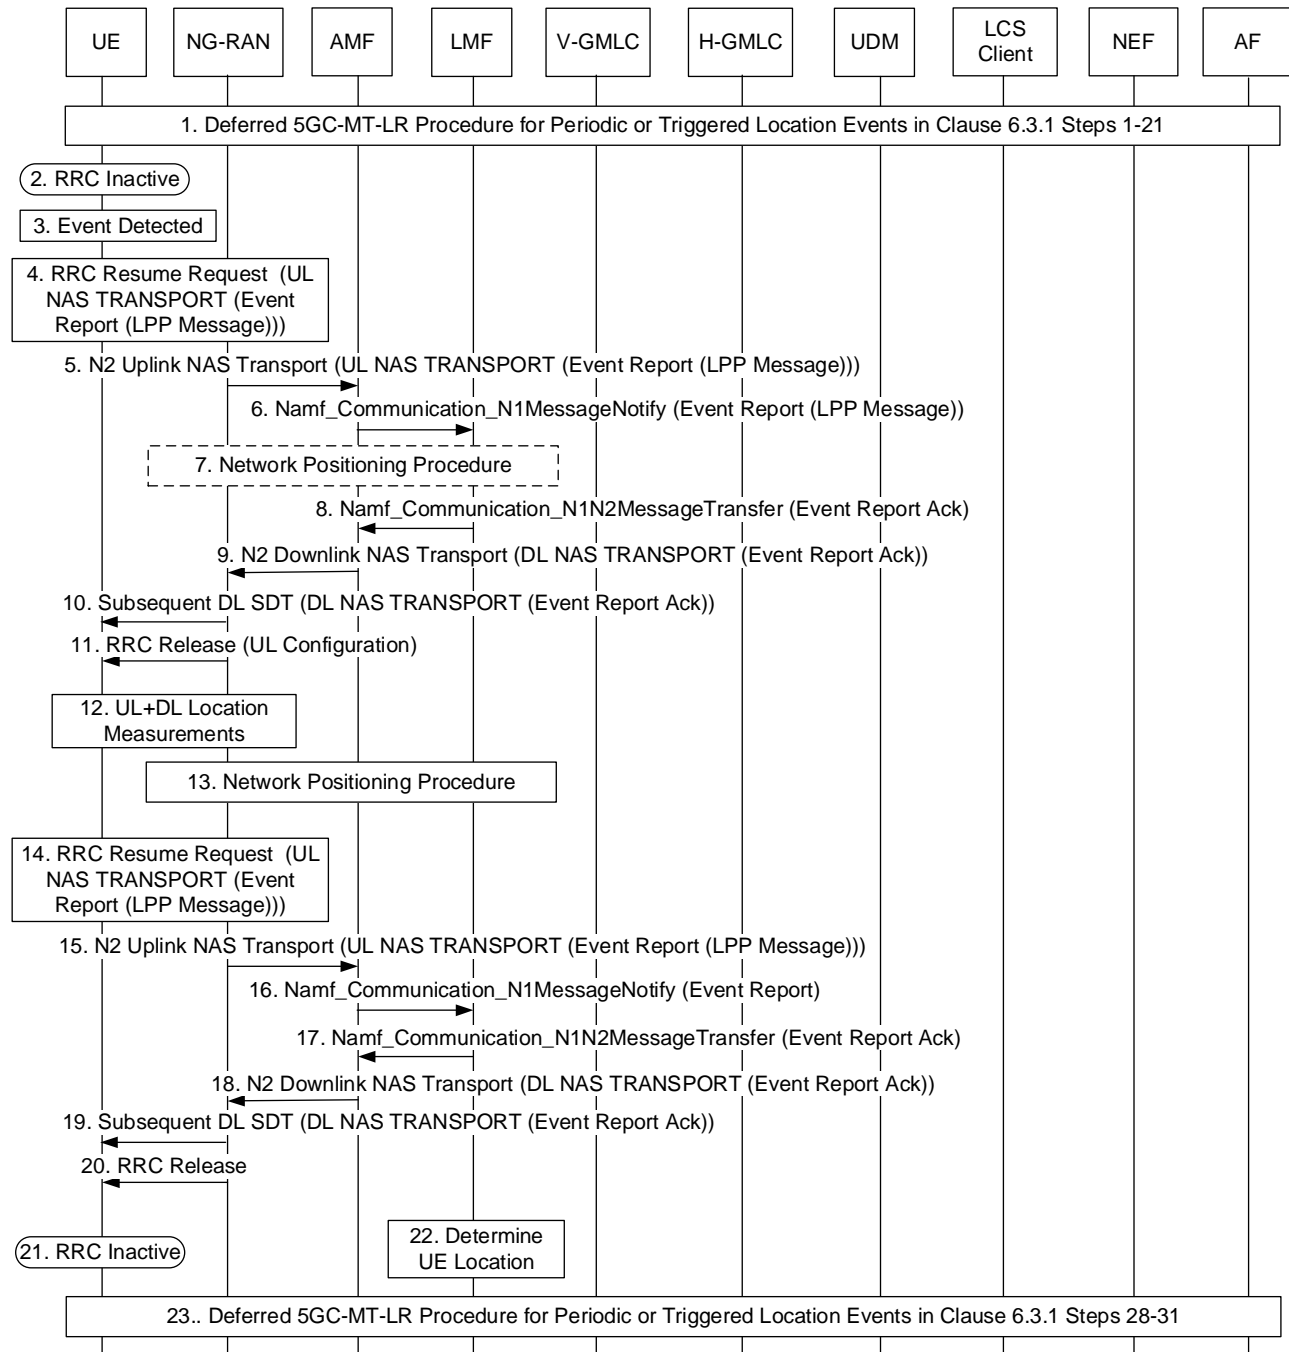 UE
NG-RAN
AMF
LMF
V-GMLC
H-GMLC
UDM
LCS
Client
NEF
AF
1. Deferred 5GC-MT-LR Procedure for Periodic or Triggered Location Events in Clause 6.3.1 Steps 1-21
2. RRC Inactive
3. Event Detected
4. RRC Resume Request (UL
NAS TRANSPORT (Event
Report (LPP Message)))
5. N2 Uplink NAS Transport (UL NAS TRANSPORT (Event Report (LPP Message)))
6. Namf_Communication_N1MessageNotify (Event Report (LPP Message))
7. Network Positioning Procedure
8. Namf_Communication_N1N2MessageTransfer (Event Report Ack)
9. N2 Downlink NAS Transport (DL NAS TRANSPORT (Event Report Ack))
10. Subsequent DL SDT (DL NAS TRANSPORT (Event Report Ack))
11. RRC Release (UL Configuration)
12. UL+DL Location
Measurements
13. Network Positioning Procedure
14. RRC Resume Request (UL
NAS TRANSPORT (Event
Report (LPP Message)))
15. N2 Uplink NAS Transport (UL NAS TRANSPORT (Event Report (LPP Message)))
16. Namf_Communication_N1MessageNotify (Event Report)
17. Namf_Communication_N1N2MessageTransfer (Event Report Ack)
18. N2 Downlink NAS Transport (DL NAS TRANSPORT (Event Report Ack))
19. Subsequent DL SDT (DL NAS TRANSPORT (Event Report Ack))
20. RRC Release
21. RRC Inactive
22. Determine
UE Location
23.. Deferred 5GC-MT-LR Procedure for Periodic or Triggered Location Events in Clause 6.3.1 Steps 28-31